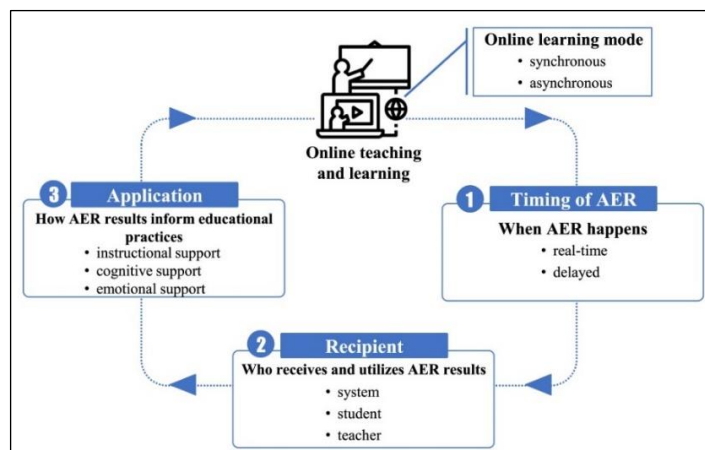 Online learning mode
• synchronous
• asynchronous
Online teaching
and learning
1 Timing of AER
When AER happens
• real-time
• delayed
2 Recipient
Who receives and utilizes AER results
• system
• student
• teacher
3 Application
How AER results inform educational
practices
• instructional support
• cognitive support
• emotional support